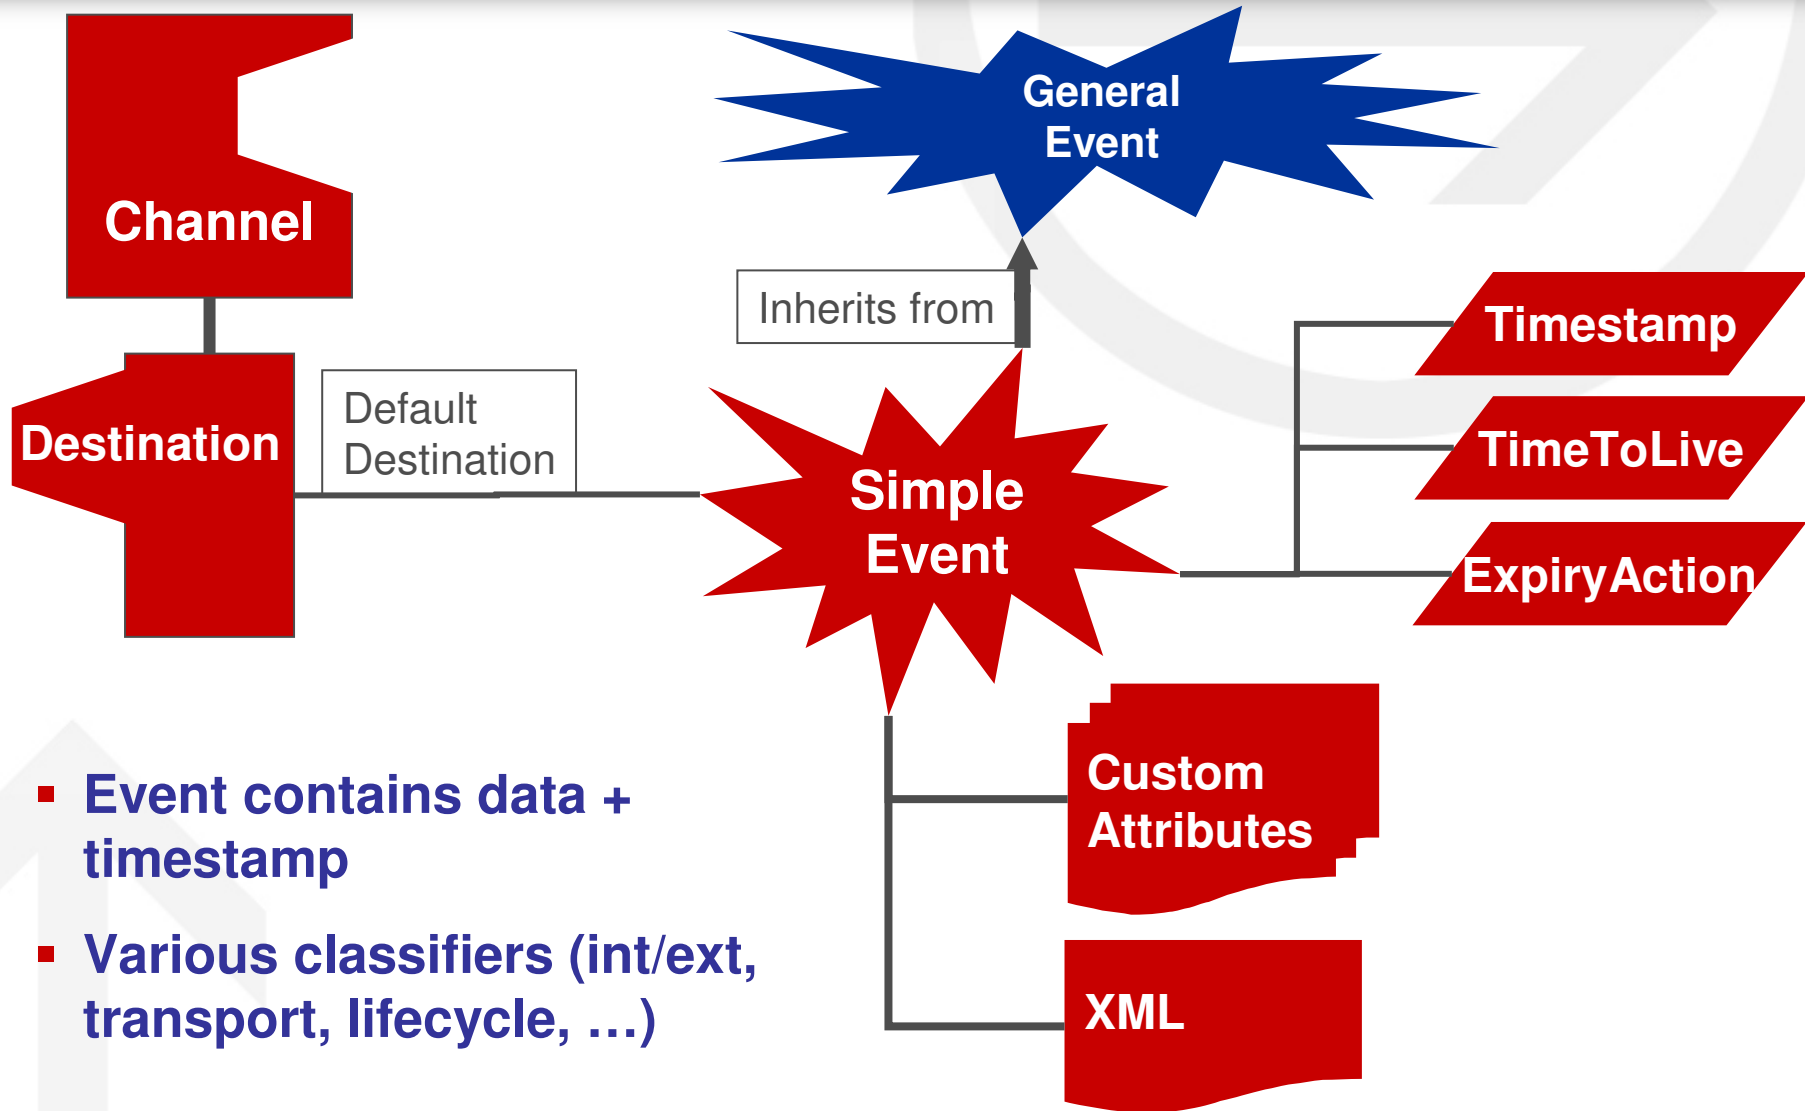 General
Event
Channel
Inherits from
Timestamp
Default
Destination
Destination
TimeToLive
Simple
Event
ExpiryAction
Custom
Attributes
▪ Event contains data +
timestamp
▪ Various classifiers (int/ext,
transport, lifecycle, …)
XML